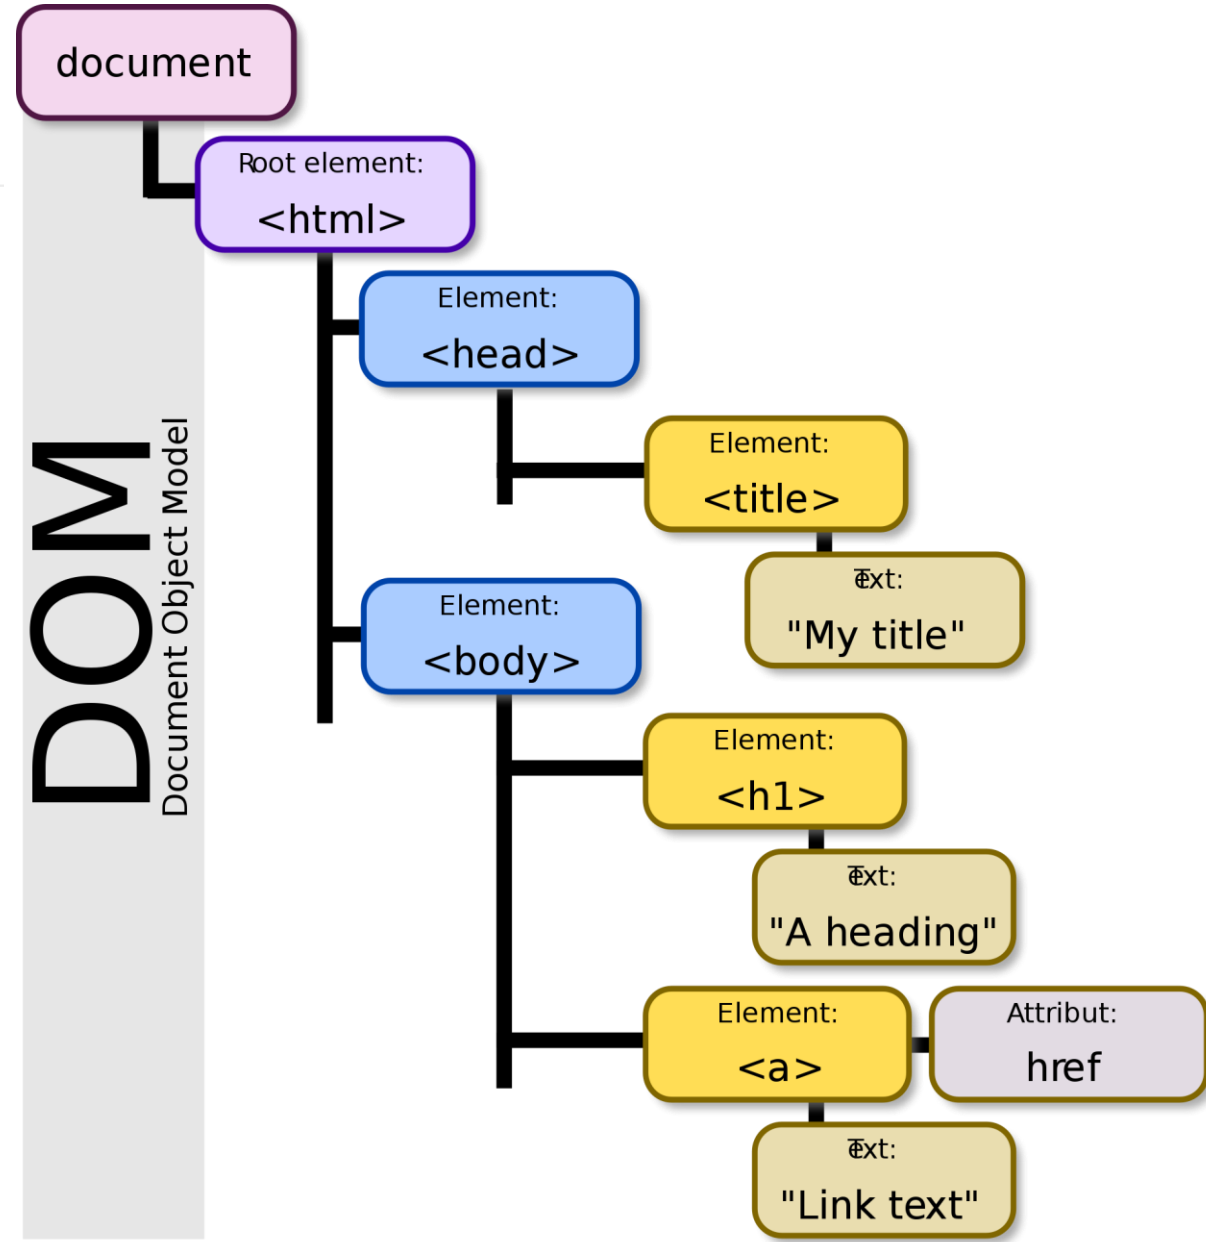 document
Root element:
<html>
Element:
<head>
Element:
<title>
Text:
"My title"
DOM
Document Object Model
Element:
<body>
Element:
<h1>
Text:
"A heading"
Element:
<a>
Attribut:
href
Text:
"Link text"